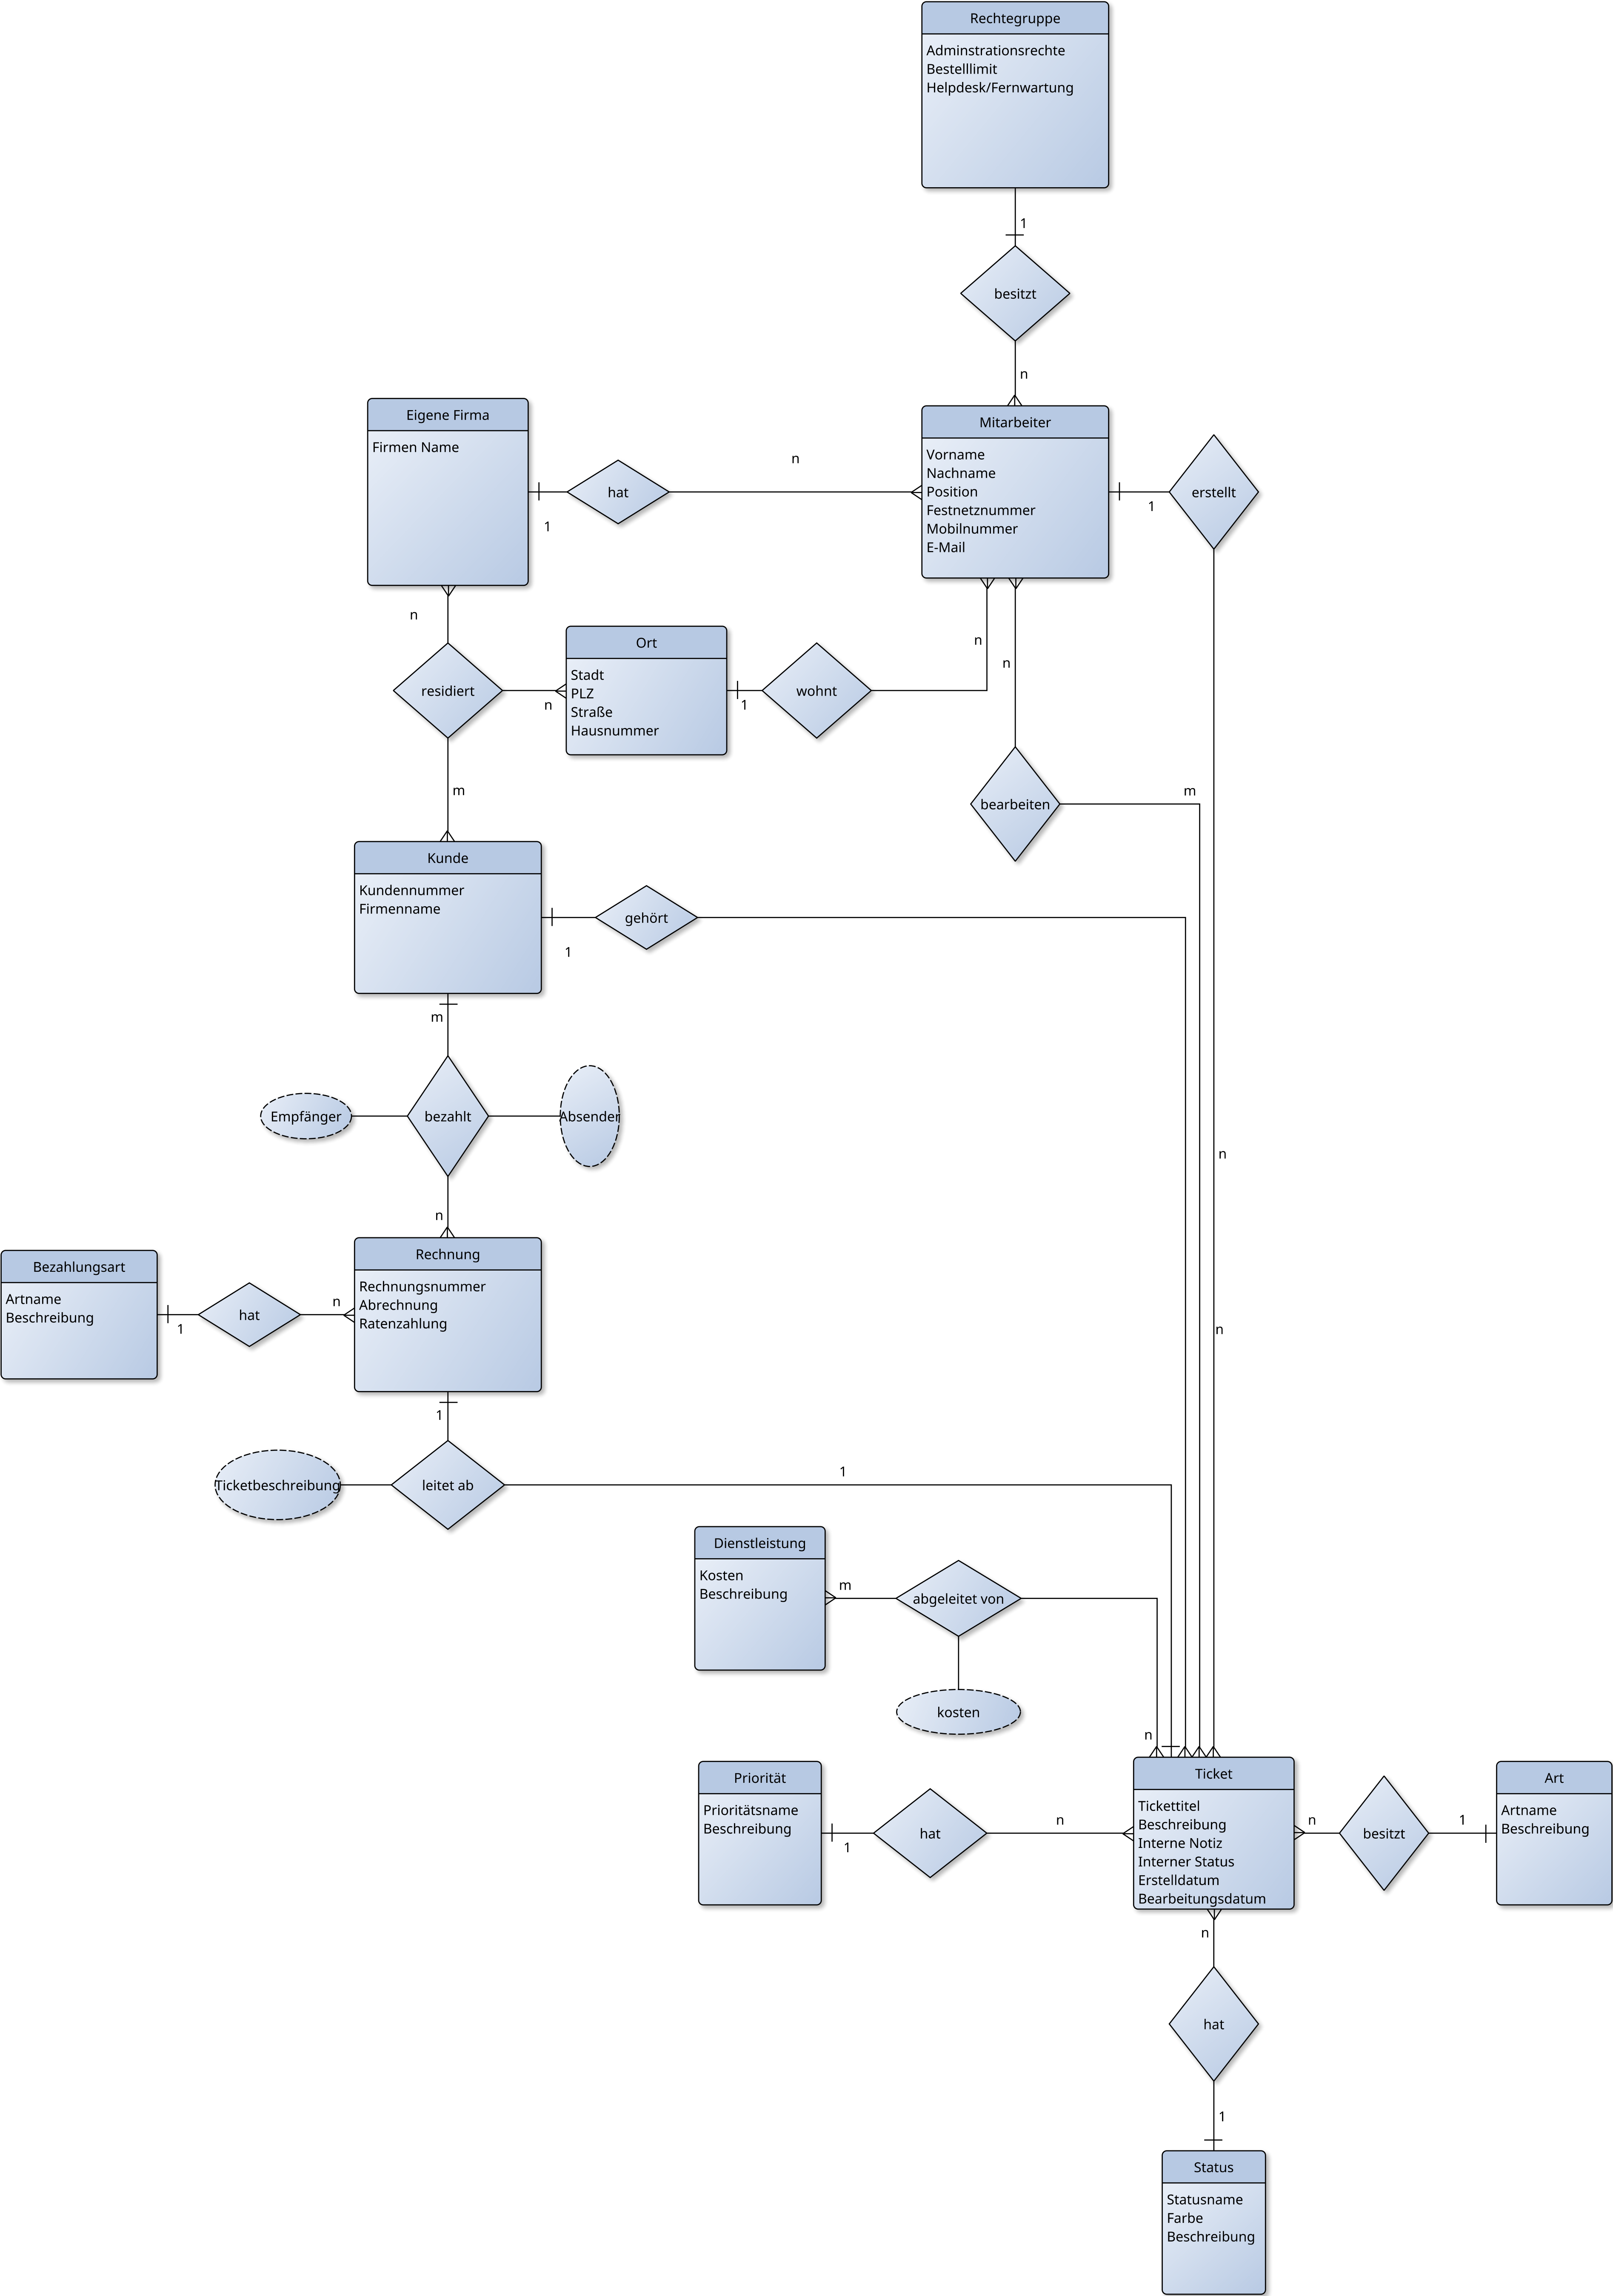 Rechtegruppe
Adminstrationsrechte
Bestelllimit
Helpdesk/Fernwartung
1
besitzt
n
Eigene Firma
Firmen Name
1
hat
n
Mitarbeiter
Vorname
Nachname
Position
Festnetznummer
Mobilnummer
E-Mail
1
erstellt
n
residiert
n
Ort
Stadt
PLZ
Straße
Hausnummer
1
wohnt
n
n
bearbeiten
m
m
Kunde
Kundennummer
Firmenname
1
gehört
m
Empfänger
bezahlt
Absender
n
n
Bezahlungsart
Artname
Beschreibung
1
hat
n
Rechnung
Rechnungsnummer
Abrechnung
Ratenzahlung
n
1
Ticketbeschreibung
leitet ab
1
Dienstleistung
Kosten
Beschreibung
m
abgeleitet von
kosten
n
Priorität
Prioritätsname
Beschreibung
1
hat
n
Ticket
Tickettitel
Beschreibung
Interne Notiz
Interner Status
Erstelldatum
Bearbeitungsdatum
n
besitzt
1
Art
Artname
Beschreibung
n
hat
1
Status
Statusname
Farbe
Beschreibung